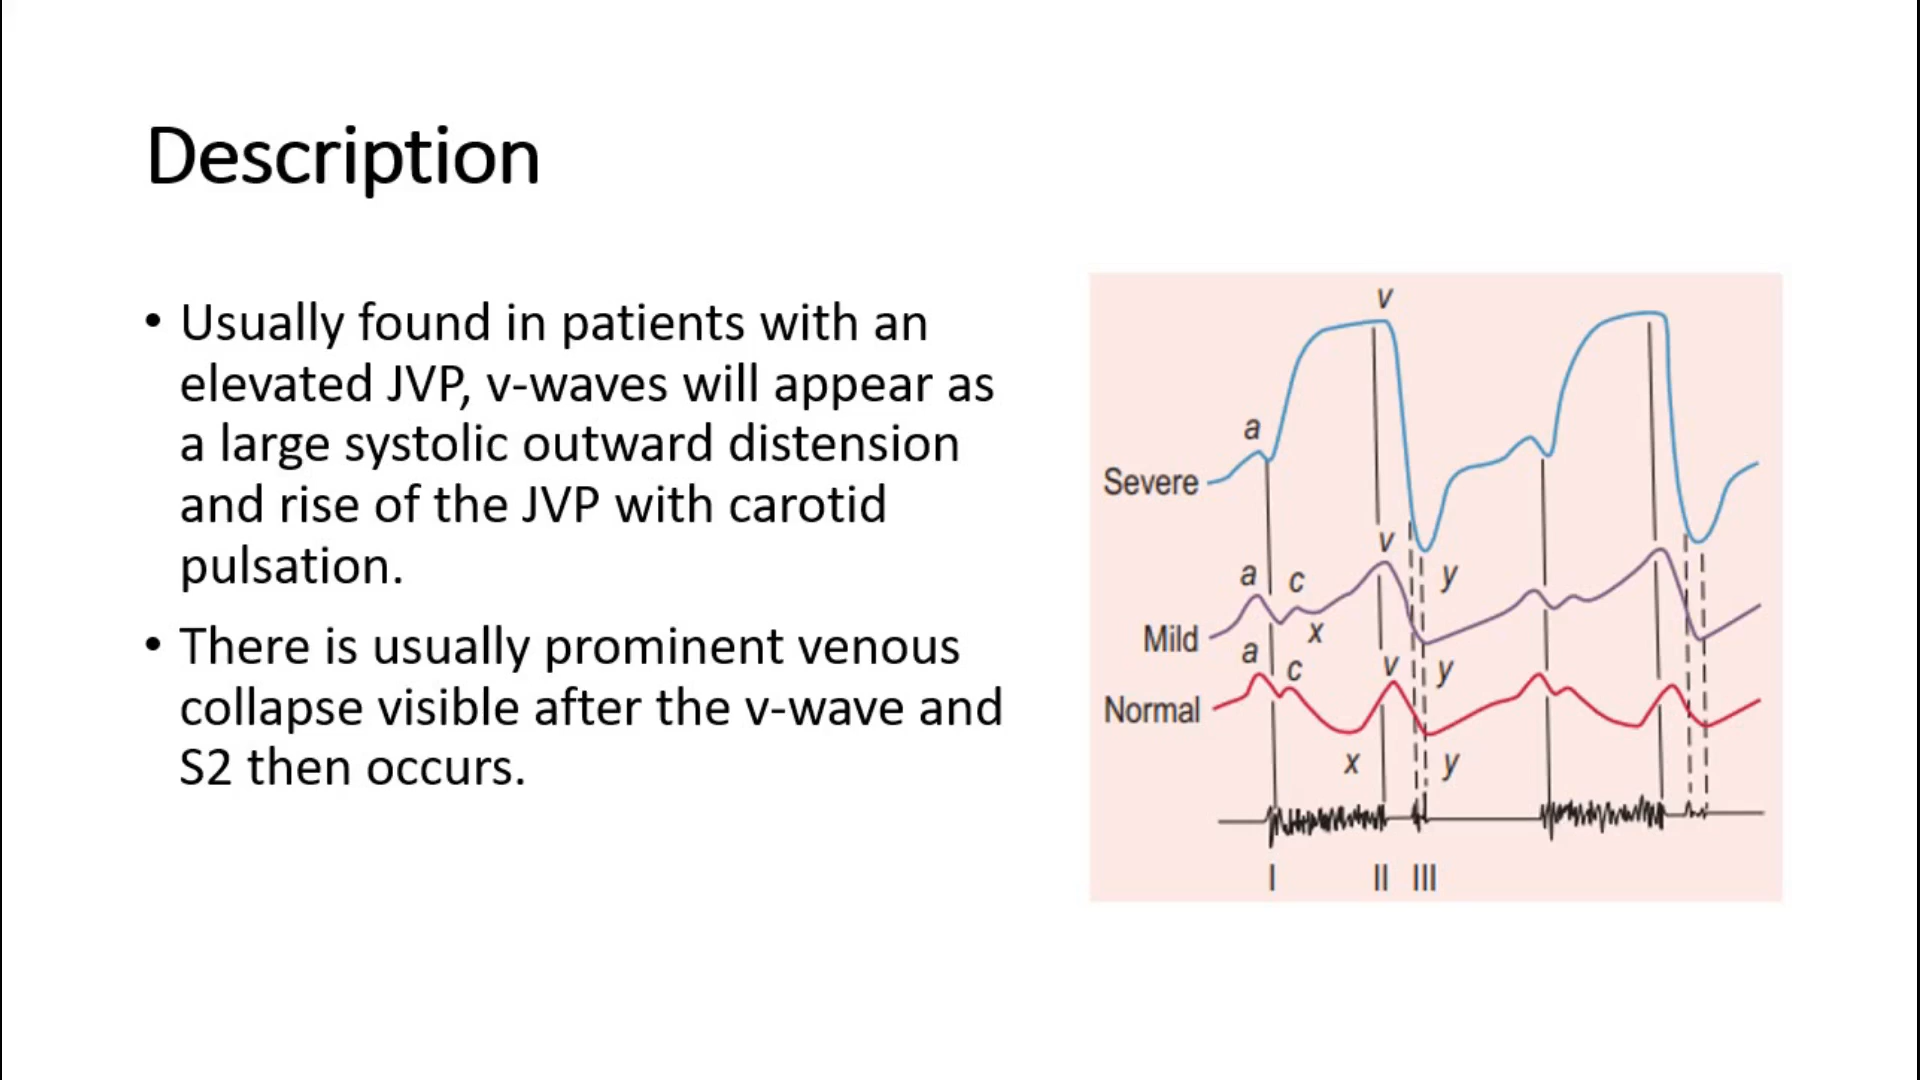 Description
• Usually found in patients with an
elevated JVP, v-waves will appear as
a large systolic outward distension
and rise of the JVP with carotid
pulsation.
• There is usually prominent venous
collapse visible after the v-wave and
S2 then occurs.
v
a
Severe
v
a c y
x
Mild
a c v y
Normal
x y
I II III